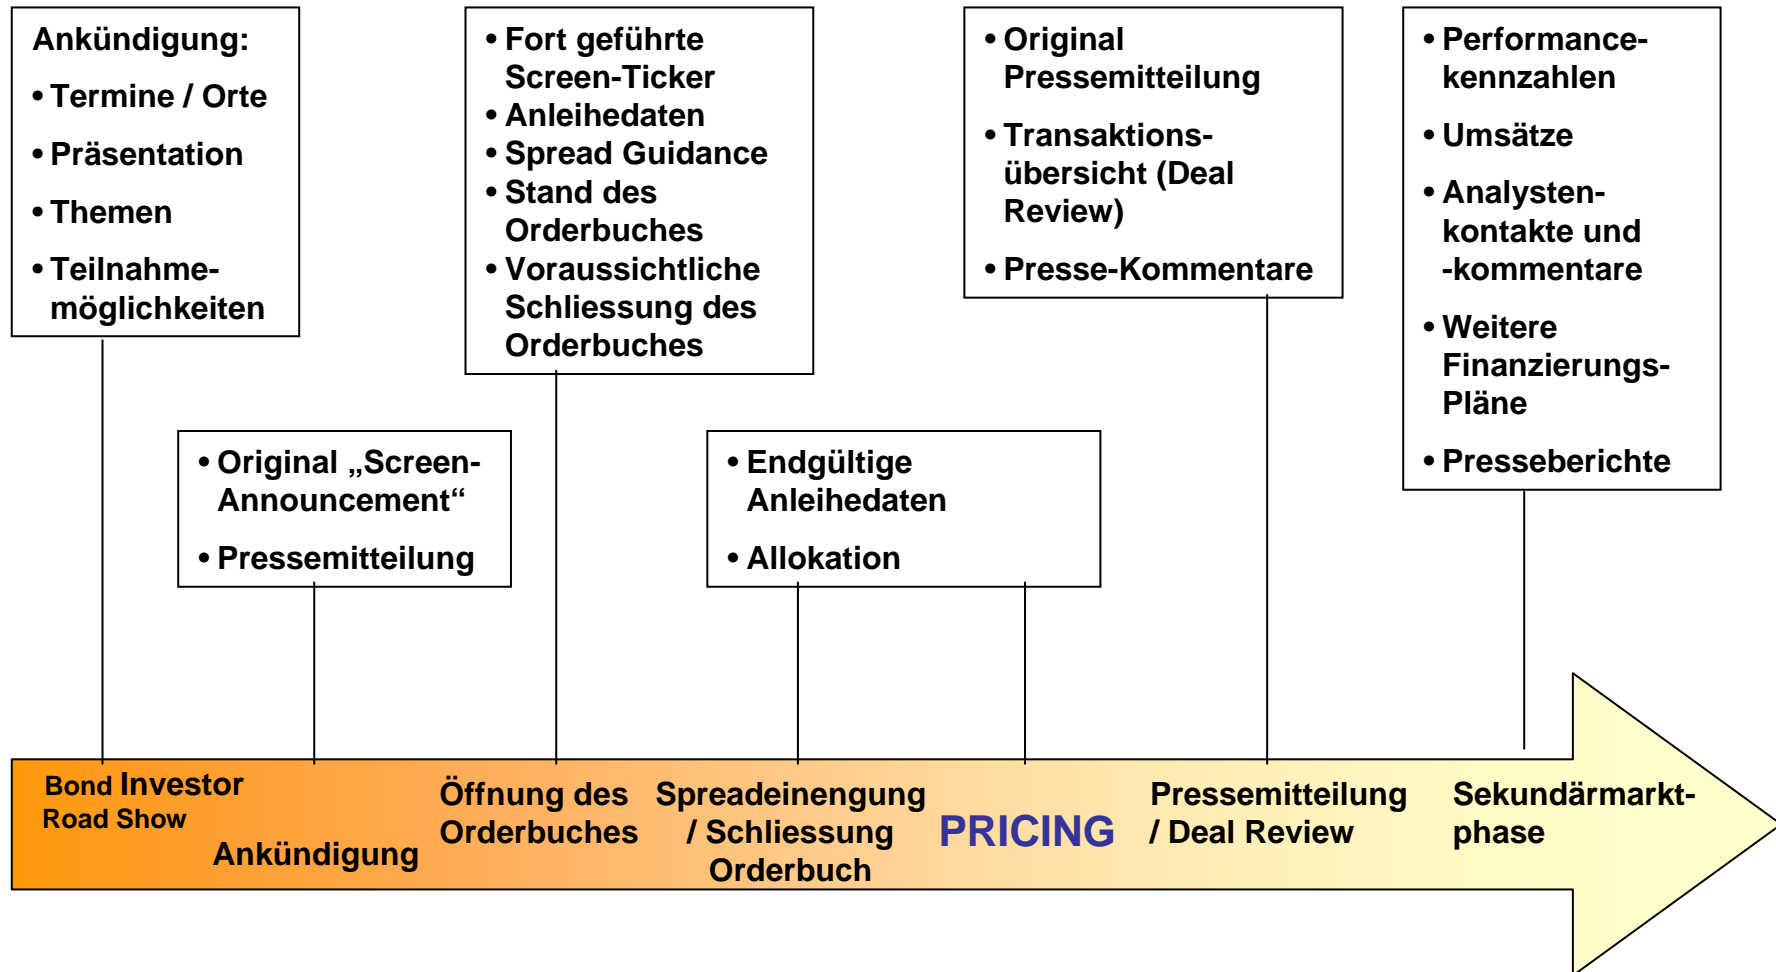 Ankündigung:
• Termine / Orte
• Präsentation
• Themen
• Teilnahme-
möglichkeiten
• Fort geführte
Screen-Ticker
• Anleihedaten
• Spread Guidance
• Stand des
Orderbuches
• Voraussichtliche
Schliessung des
Orderbuches
• Original
Pressemitteilung
• Transaktions-
übersicht (Deal
Review)
• Presse-Kommentare
• Performance-
kennzahlen
• Umsätze
• Analysten-
kontakte und
-kommentare
• Weitere
Finanzierungs-
Pläne
• Presseberichte
• Original „Screen-
Announcement“
• Pressemitteilung
• Endgültige
Anleihedaten
• Allokation
Bond Investor
Road Show
Ankündigung
Öffnung des
Orderbuches
Spreadeinengung
/ Schliessung
Orderbuch
PRICING
Pressemitteilung
/ Deal Review
Sekundärmarkt-
phase